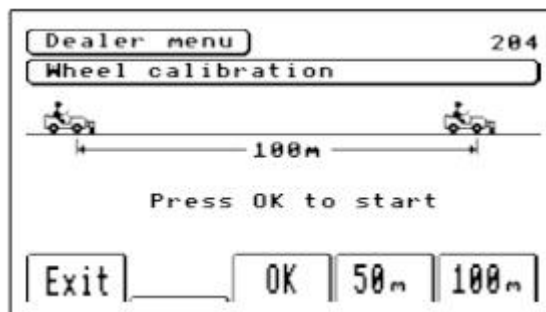 Dealer menu 204
Wheel calibration
100m
Press OK to start
Exit OK 50m 100m